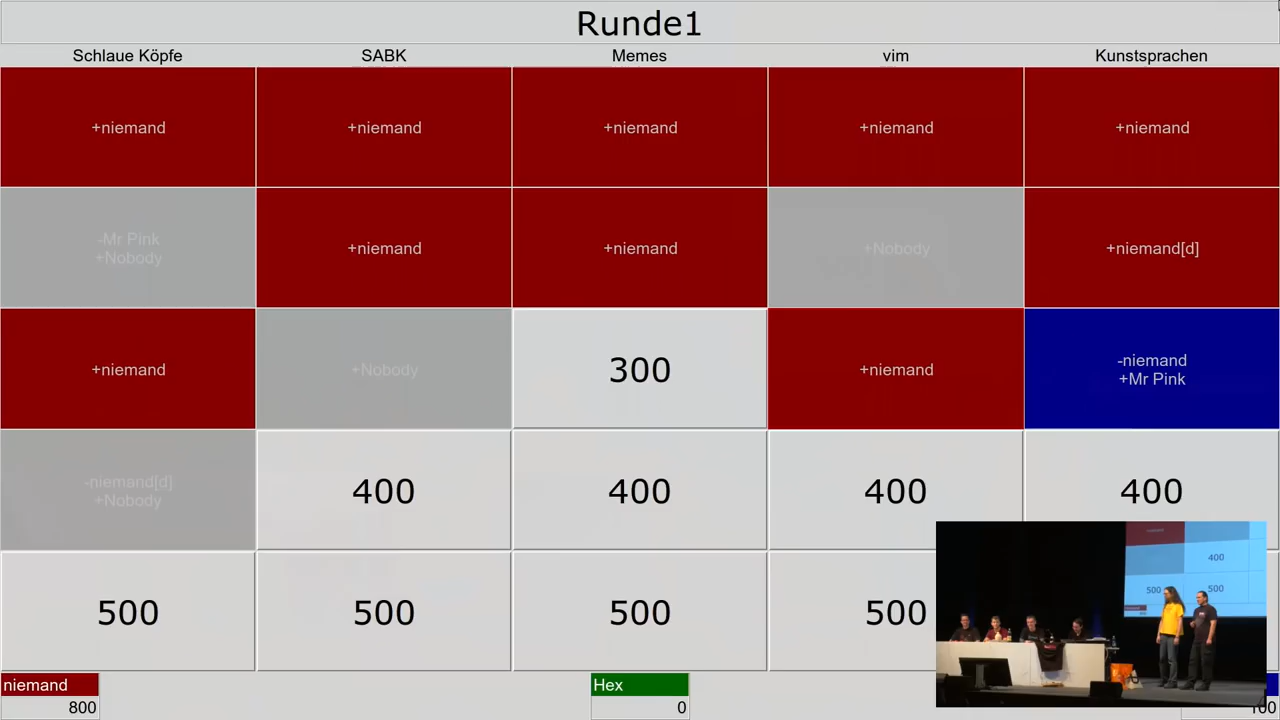 Runde1
Schlaue Köpfe SABK Memes vim Kunstsprachen
+niemand +niemand +niemand +niemand +niemand
-Mr Pink
+Nobody
+niemand +niemand +Nobody +niemand[d]
+niemand +Nobody 300 +niemand
-niemand
+Mr Pink
-niemand[d]
+Nobody
400 400 400 400
500 500 500 500
400
500 500
niemand Hex
800 0